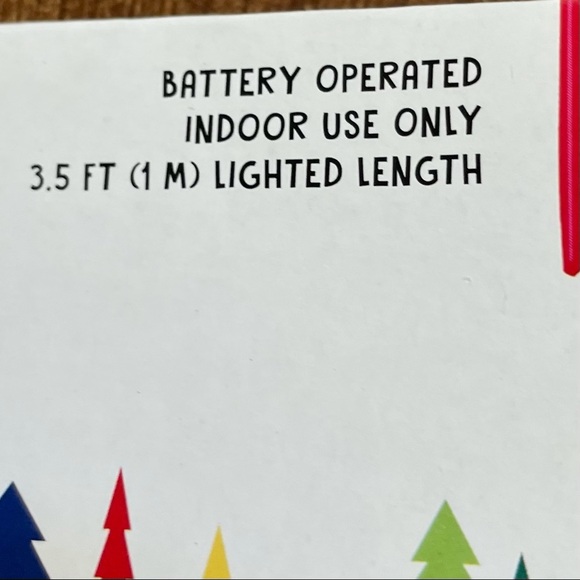 BATTERY OPERATED
INDOOR USE ONLY
3.5 FT (1 M) LIGHTED LENGTH